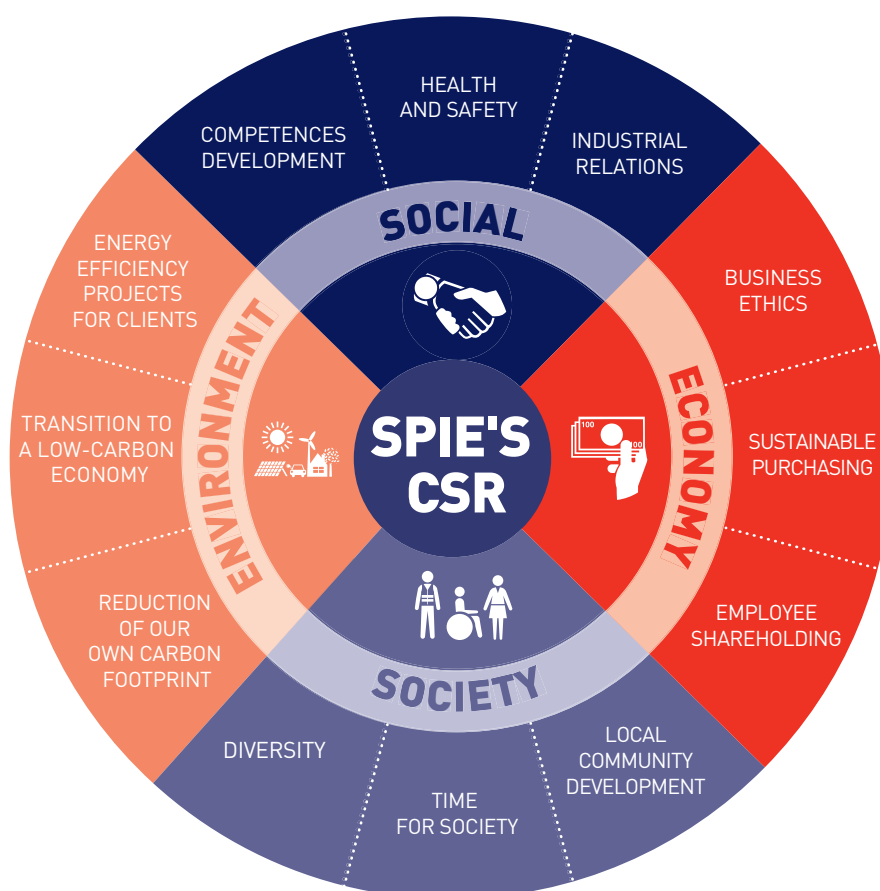 HEALTH
AND SAFETY
COMPETENCES
DEVELOPMENT
INDUSTRIAL
RELATIONS
SOCIAL
ENERGY
EFFICIENCY
PROJECTS
FOR CLIENTS
BUSINESS
ETHICS
ENVIRONMENT
ECONOMY
TRANSITION TO
A LOW-CARBON
ECONOMY
SPIE'S
CSR
100
100
SUSTAINABLE
PURCHASING
REDUCTION
OF OUR
OWN CARBON
FOOTPRINT
EMPLOYEE
SHAREHOLDING
SOCIETY
DIVERSITY
TIME
FOR SOCIETY
LOCAL
COMMUNITY
DEVELOPMENT